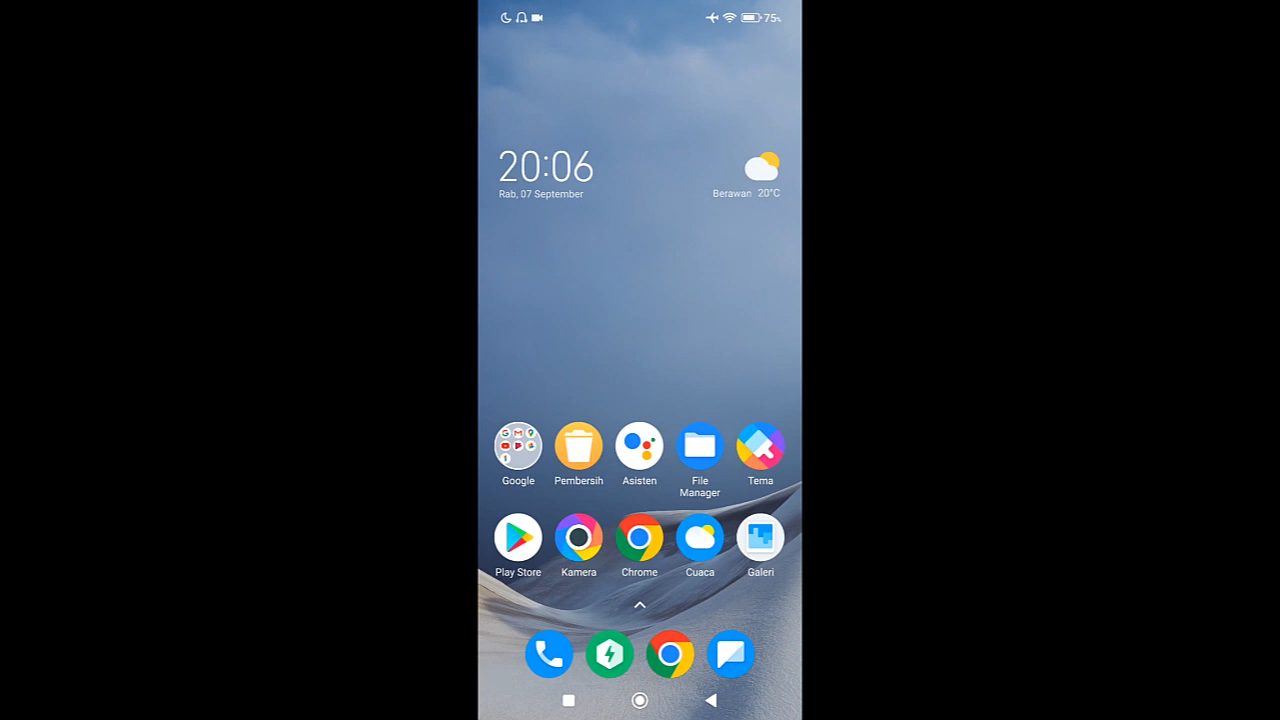 75%
20:06
Rab, 07 September
Berawan 20°C
Google
Pembersih
Asisten
File
Manager
Tema
Play Store
Kamera
Chrome
Cuaca
Galeri